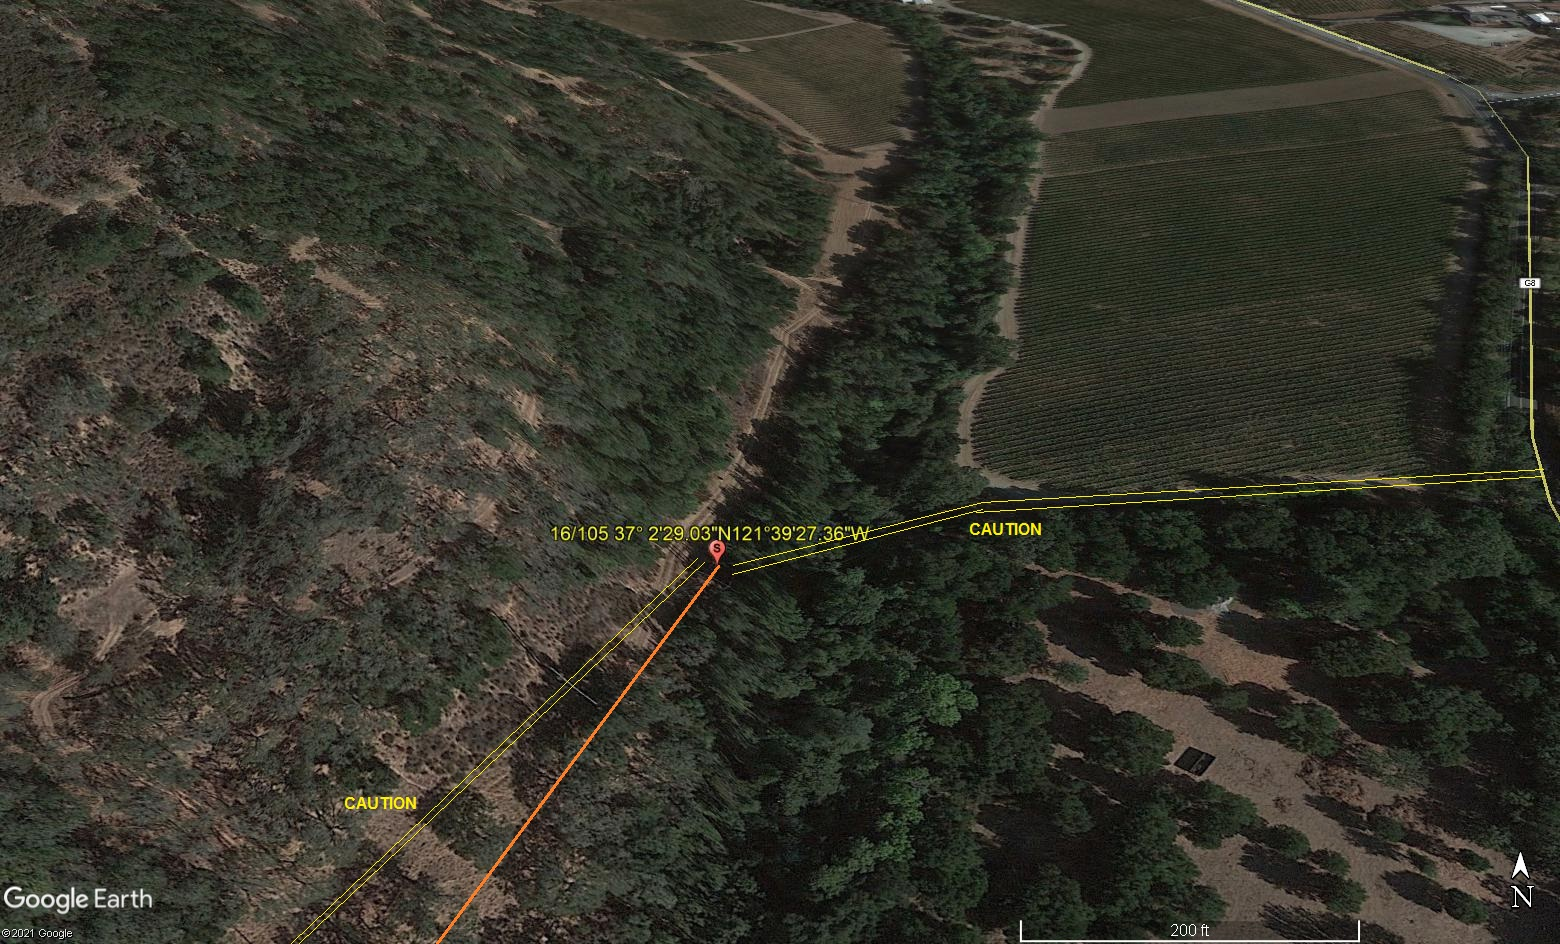 G8
16/105 37° 2'29.03"N121°39'27.36"W
CAUTION
S
CAUTION
Google Earth
N
©2021 Google
200 ft